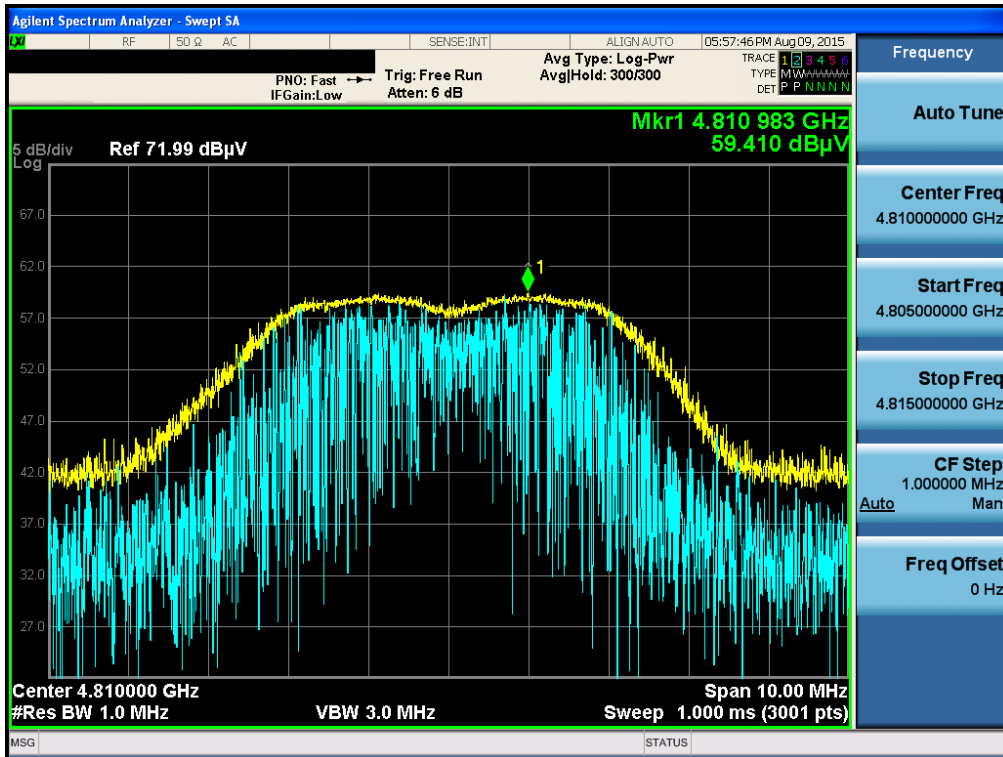 Agilent Spectrum Analyzer - Swept SA
LXI RF 50 Ω AC SENSE:INT ALIGN AUTO 05:57:46 PM Aug 09, 2015
Frequency
PNO: Fast
IFGain:Low
Trig: Free Run
Atten: 6 dB
Avg Type: Log-Pwr
Avg|Hold: 300/300
TRACE 1 2 3 4 5 6
TYPE MWWWWW
DET P P N N N N
Mkr1 4.810 983 GHz
59.410 dBµV
5 dB/div Ref 71.99 dBµV
Log
67.0
62.0
57.0
52.0
47.0
42.0
37.0
32.0
27.0
1
Center 4.810000 GHz Span 10.00 MHz
#Res BW 1.0 MHz VBW 3.0 MHz Sweep 1.000 ms (3001 pts)
Auto Tune
Center Freq
4.810000000 GHz
Start Freq
4.805000000 GHz
Stop Freq
4.815000000 GHz
CF Step
1.000000 MHz
Auto Man
Freq Offset
0 Hz
MSG STATUS